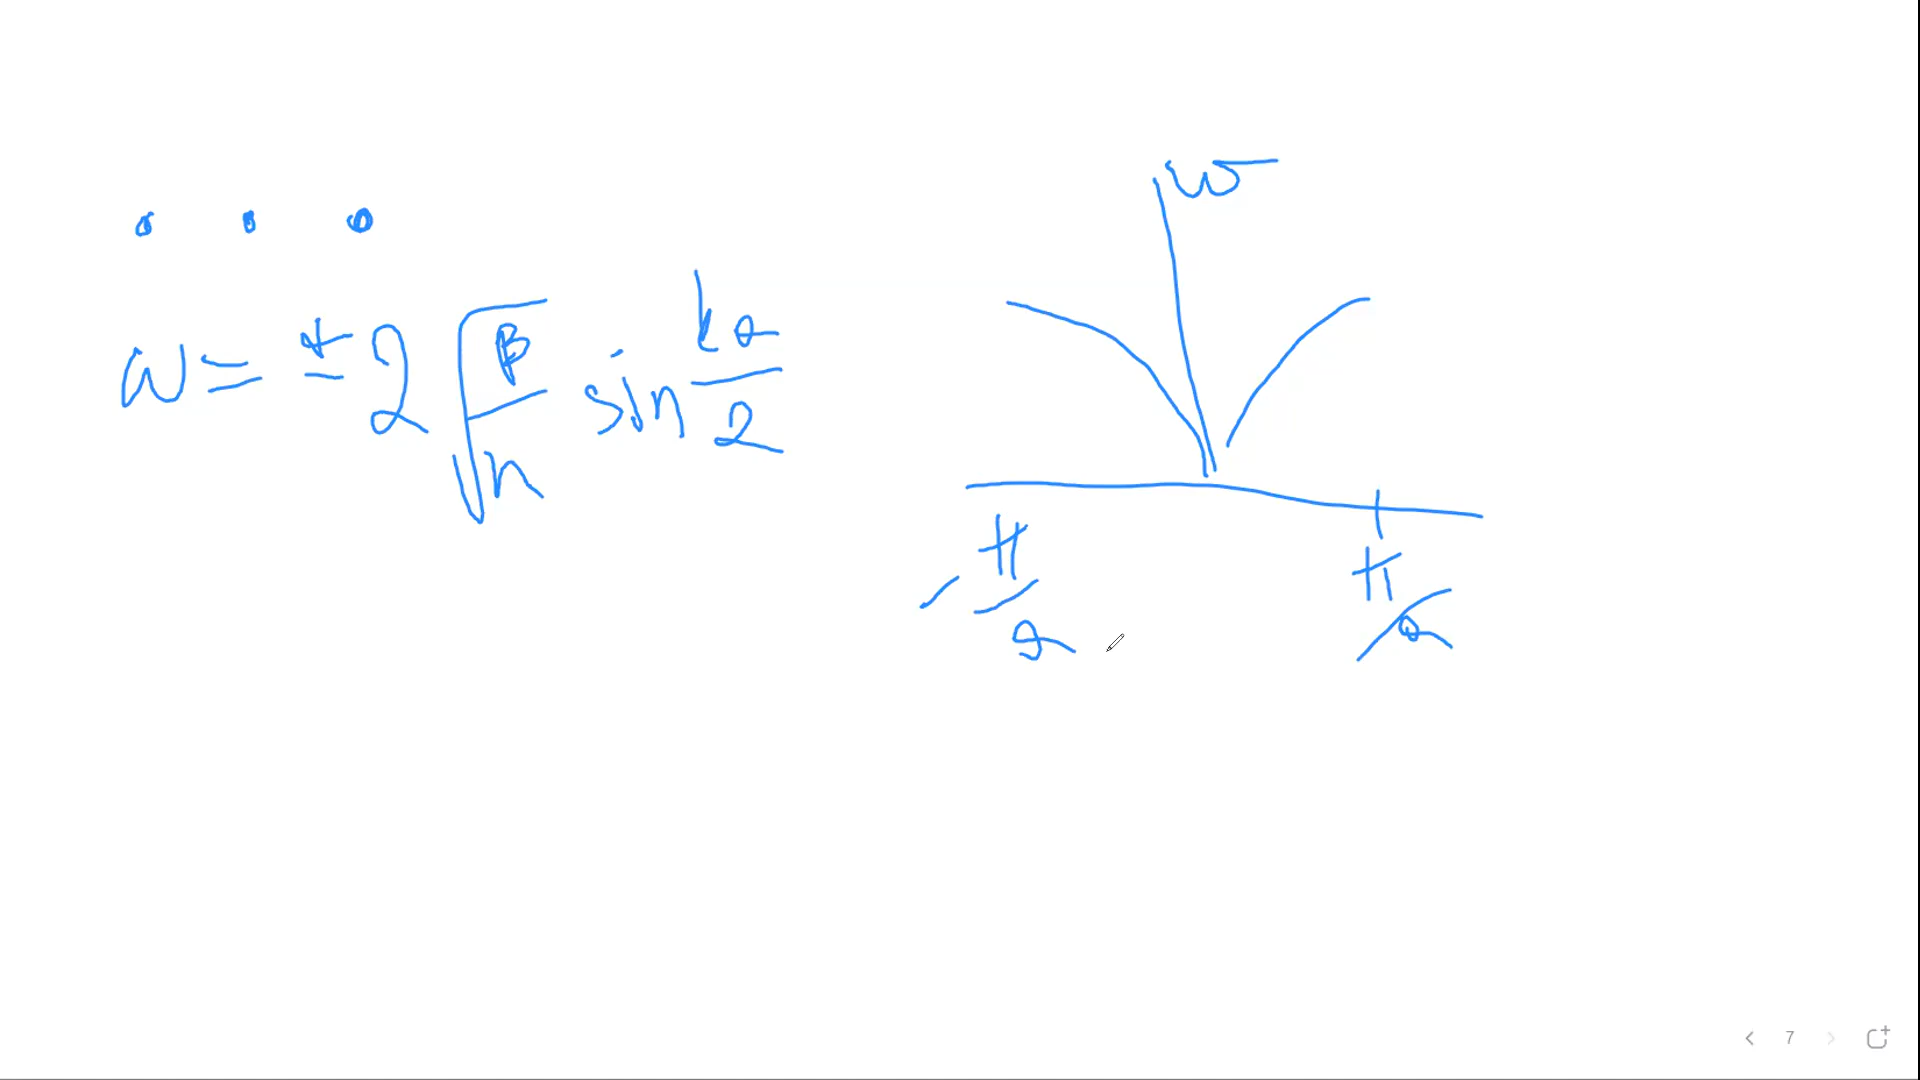 ω
ω = ± 2 √(β/m) sin ka/2
-π/a
π/a
7